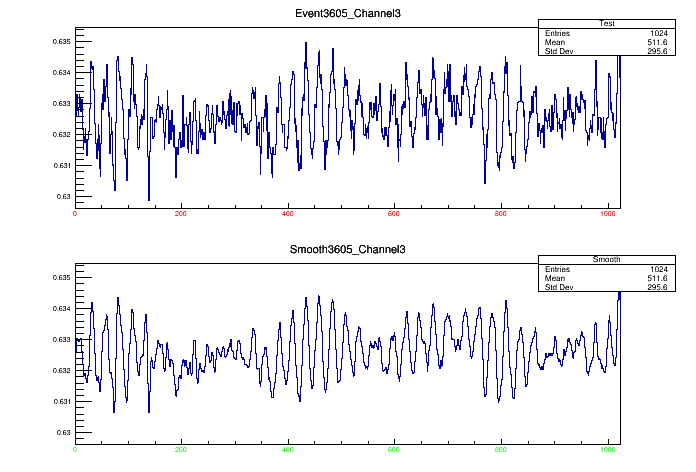 Event3605_Channel3
Test
Entries 1024
Mean 511.6
Std Dev 295.6
0.635
0.634
0.633
0.632
0.631
0.63
0 200 400 600 800 1000
Smooth3605_Channel3
Smooth
Entries 1024
Mean 511.6
Std Dev 295.6
0.635
0.634
0.633
0.632
0.631
0.63
0 200 400 600 800 1000